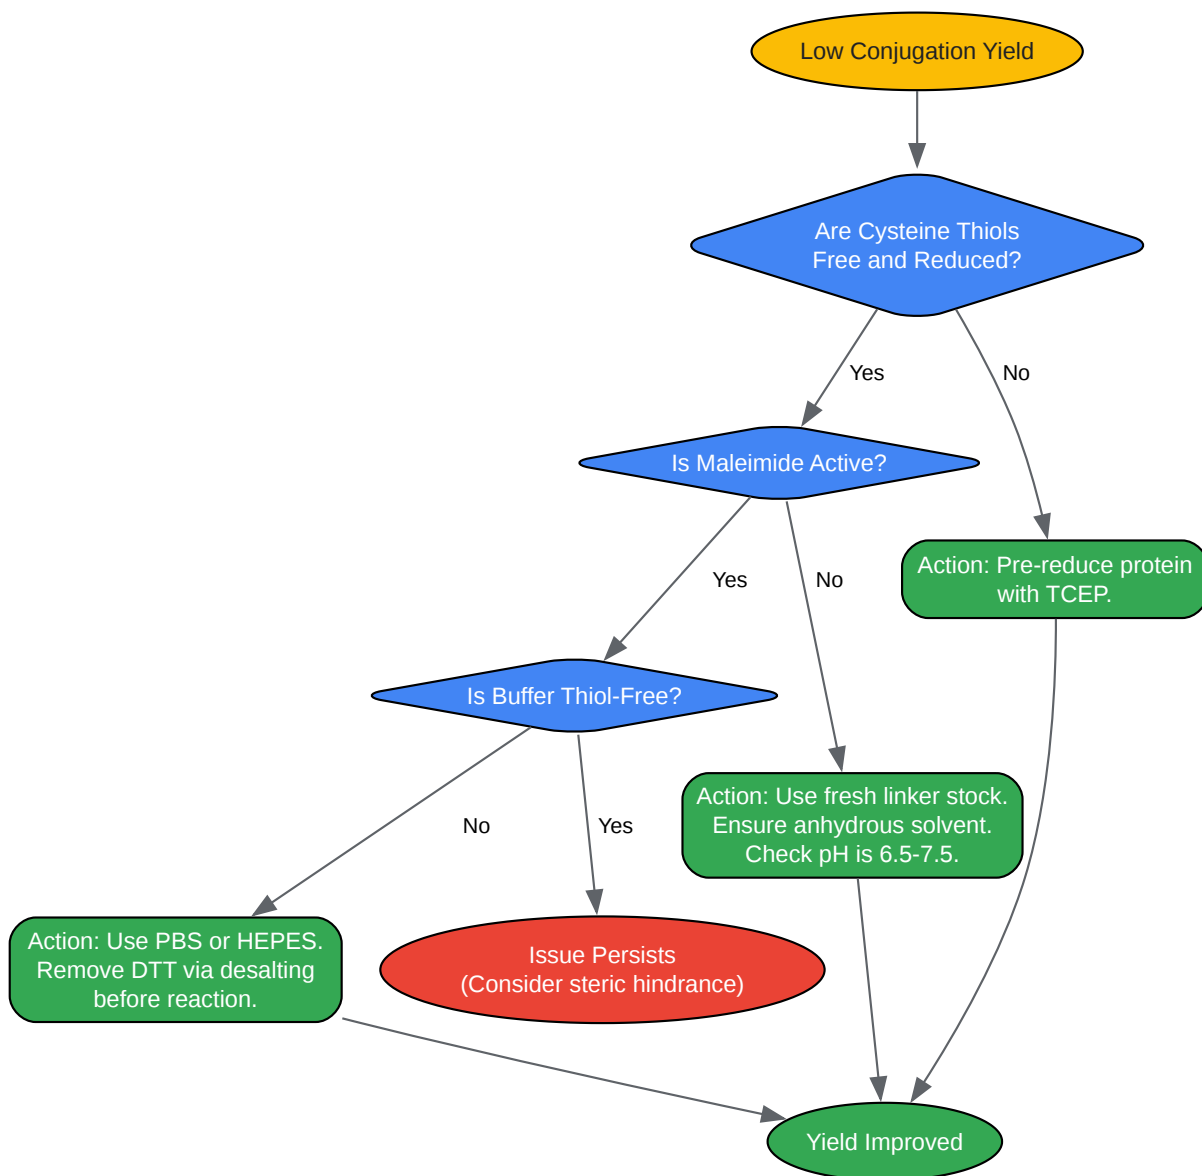 Low Conjugation Yield
Are Cysteine Thiols
Free and Reduced?
Yes
No
Is Maleimide Active?
Yes
No
Action: Pre-reduce protein
with TCEP.
Is Buffer Thiol-Free?
No
Yes
Action: Use fresh linker stock.
Ensure anhydrous solvent.
Check pH is 6.5-7.5.
Action: Use PBS or HEPES.
Remove DTT via desalting
before reaction.
Issue Persists
(Consider steric hindrance)
Yield Improved